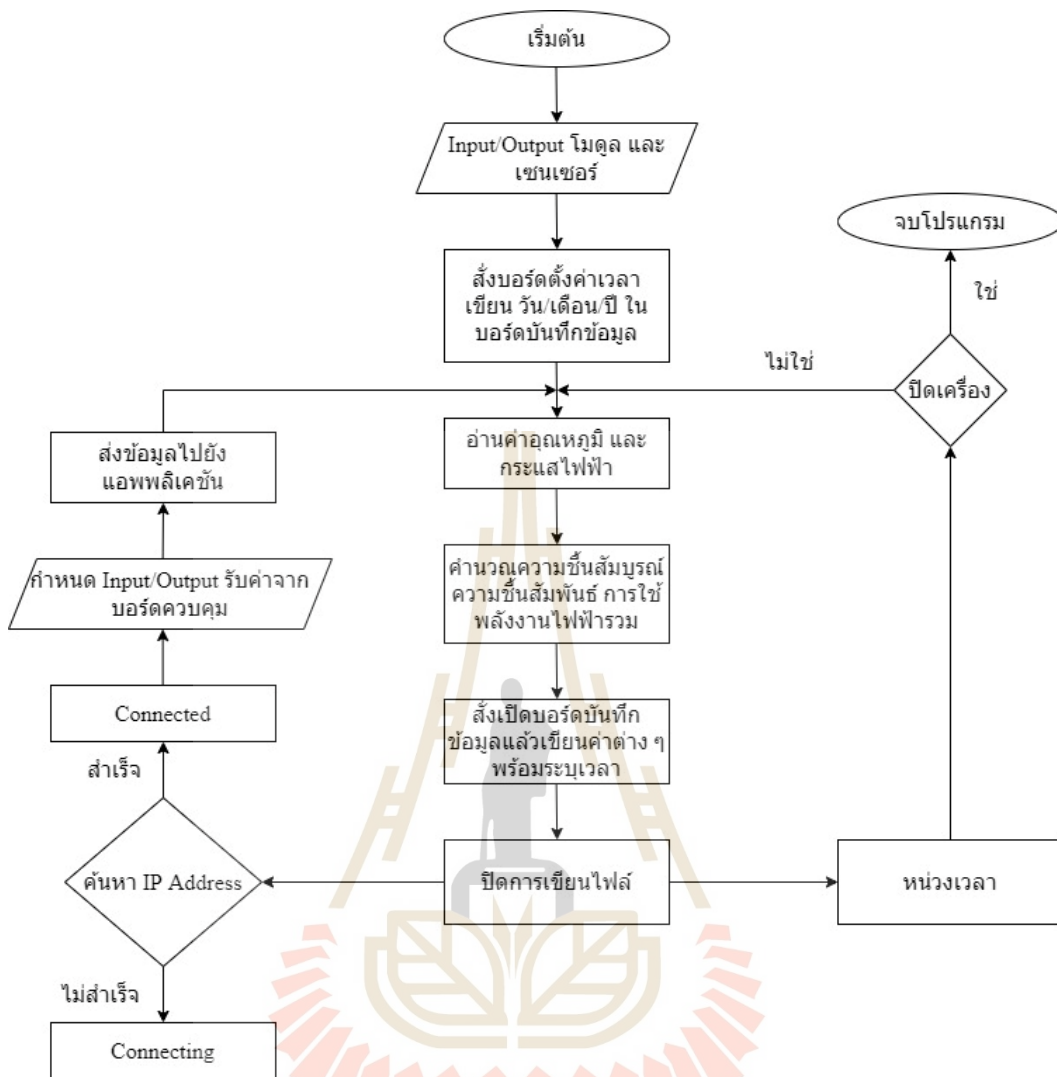 เริ่มต้น
Input/Output โมดูล และ
เซนเซอร์
จบโปรแกรม
สั่งบอร์ดตั้งค่าเวลา
เขียน วัน/เดือน/ปี ใน
บอร์ดบันทึกข้อมูล
ใช่
ไม่ใช่
ปิดเครื่อง
ส่งข้อมูลไปยัง
แอพพลิเคชัน
อ่านค่าอุณหภูมิ และ
กระแสไฟฟ้า
กำหนด Input/Output รับค่าจาก
บอร์ดควบคุม
คำนวณความชื้นสัมบูรณ์
ความชื้นสัมพันธ์ การใช้
พลังงานไฟฟ้ารวม
Connected
สั่งเปิดบอร์ดบันทึก
ข้อมูลแล้วเขียนค่าต่าง ๆ
พร้อมระบุเวลา
สำเร็จ
ค้นหา IP Address
ปิดการเขียนไฟล์
หน่วงเวลา
ไม่สำเร็จ
Connecting